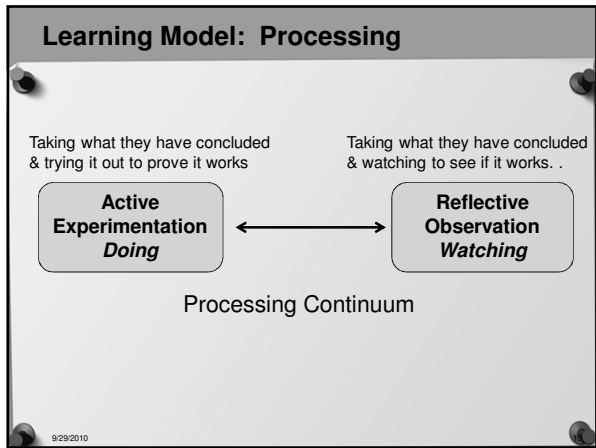 Learning Model: Processing
Taking what they have concluded
& trying it out to prove it works
Taking what they have concluded
& watching to see if it works. .
Active
Experimentation
Doing
Reflective
Observation
Watching
Processing Continuum
9/29/2010